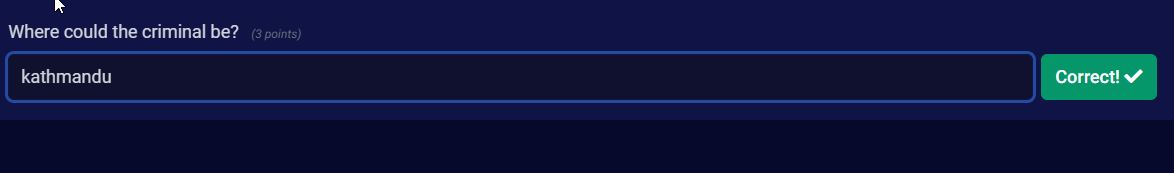 Where could the criminal be? (3 points)
kathmandu Correct!